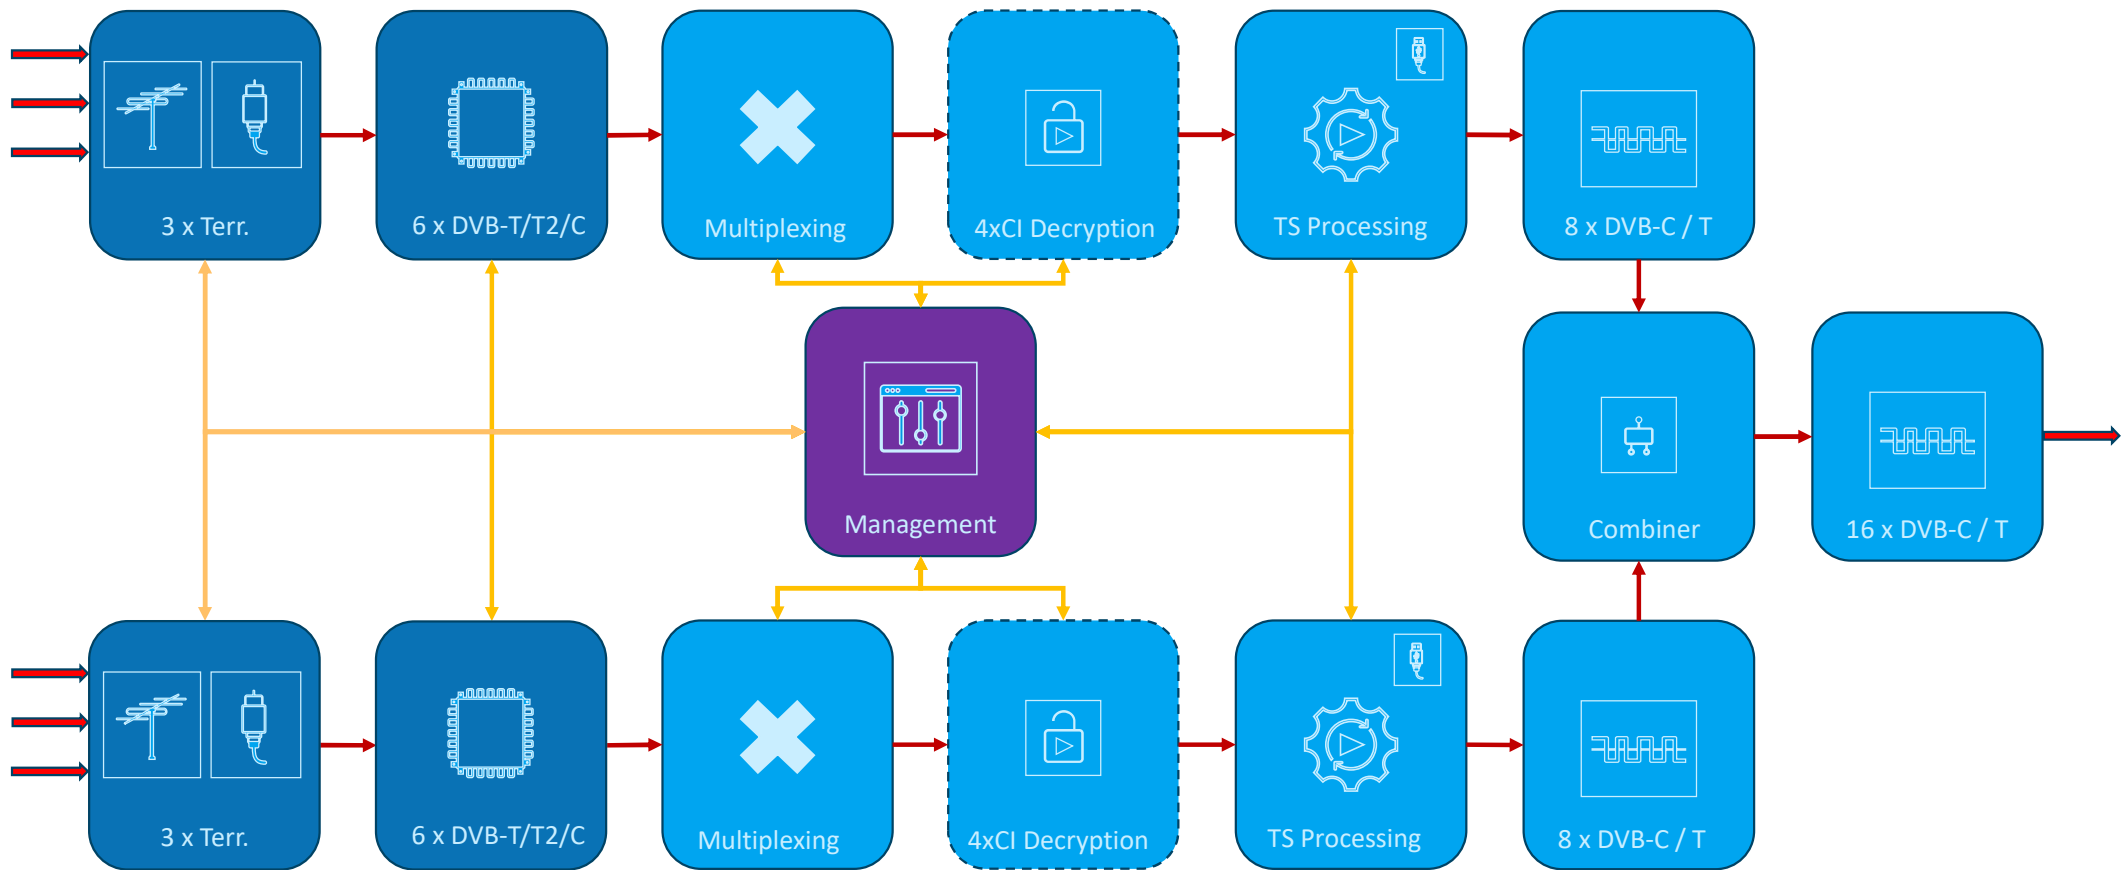 3 x Terr.
6 x DVB-T/T2/C
Multiplexing
4xCI Decryption
TS Processing
8 x DVB-C / T
Management
Combiner
16 x DVB-C / T
3 x Terr.
6 x DVB-T/T2/C
Multiplexing
4xCI Decryption
TS Processing
8 x DVB-C / T